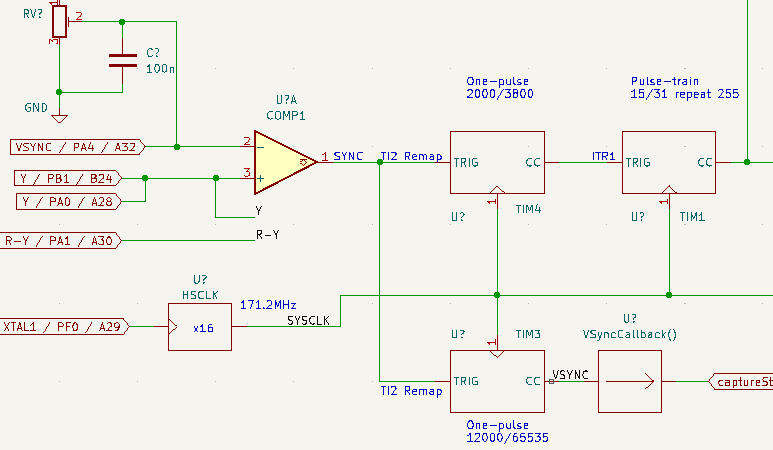 RV?
1
2
3
C?
100n
GND
U?A
COMP1
VSYNC / PA4 / A32
2
−
1
SYNC
Y / PB1 / B24
3
+
Y / PA0 / A28
Y
R-Y / PA1 / A30
R-Y
One-pulse
2000/3800
TI2 Remap
TRIG
CC
1
U?
TIM4
Pulse-train
15/31 repeat 255
ITR1
TRIG
CC
1
U?
TIM1
U?
HSCLK
171.2MHz
XTAL1 / PF0 / A29
x16
SYSCLK
U?
TIM3
1
TI2 Remap
TRIG
CC
One-pulse
12000/65535
U?
VSyncCallback()
VSYNC
captureSt